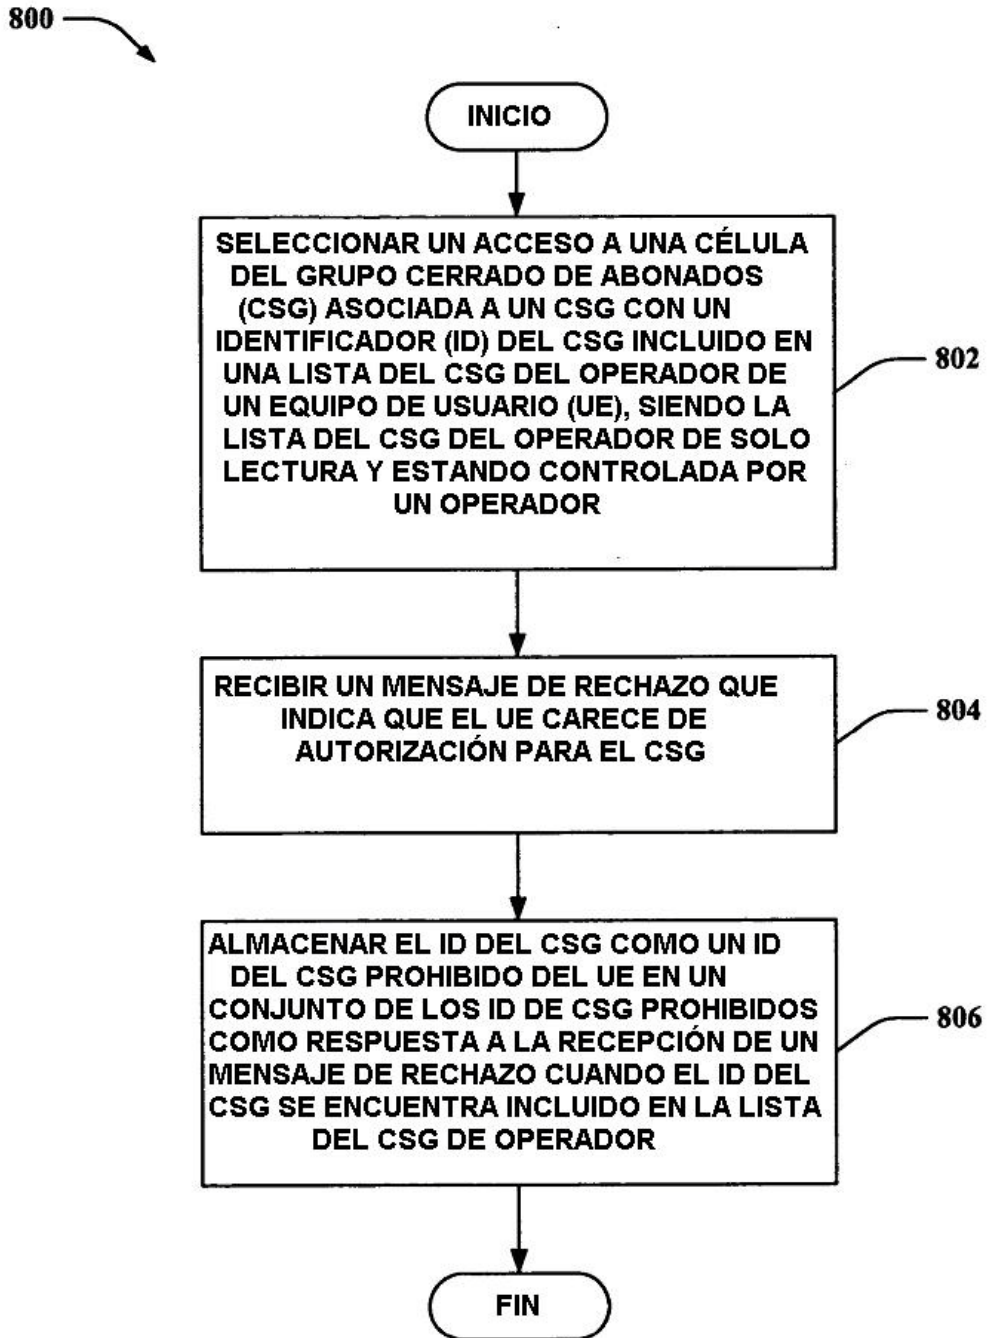 800
INICIO
SELECCIONAR UN ACCESO A UNA CÉLULA
DEL GRUPO CERRADO DE ABONADOS
(CSG) ASOCIADA A UN CSG CON UN
IDENTIFICADOR (ID) DEL CSG INCLUIDO EN
UNA LISTA DEL CSG DEL OPERADOR DE
UN EQUIPO DE USUARIO (UE), SIENDO LA
LISTA DEL CSG DEL OPERADOR DE SOLO
LECTURA Y ESTANDO CONTROLADA POR
UN OPERADOR
802
RECIBIR UN MENSAJE DE RECHAZO QUE
INDICA QUE EL UE CARECE DE
AUTORIZACIÓN PARA EL CSG
804
ALMACENAR EL ID DEL CSG COMO UN ID
DEL CSG PROHIBIDO DEL UE EN UN
CONJUNTO DE LOS ID DE CSG PROHIBIDOS
COMO RESPUESTA A LA RECEPCIÓN DE UN
MENSAJE DE RECHAZO CUANDO EL ID DEL
CSG SE ENCUENTRA INCLUIDO EN LA LISTA
DEL CSG DE OPERADOR
806
FIN